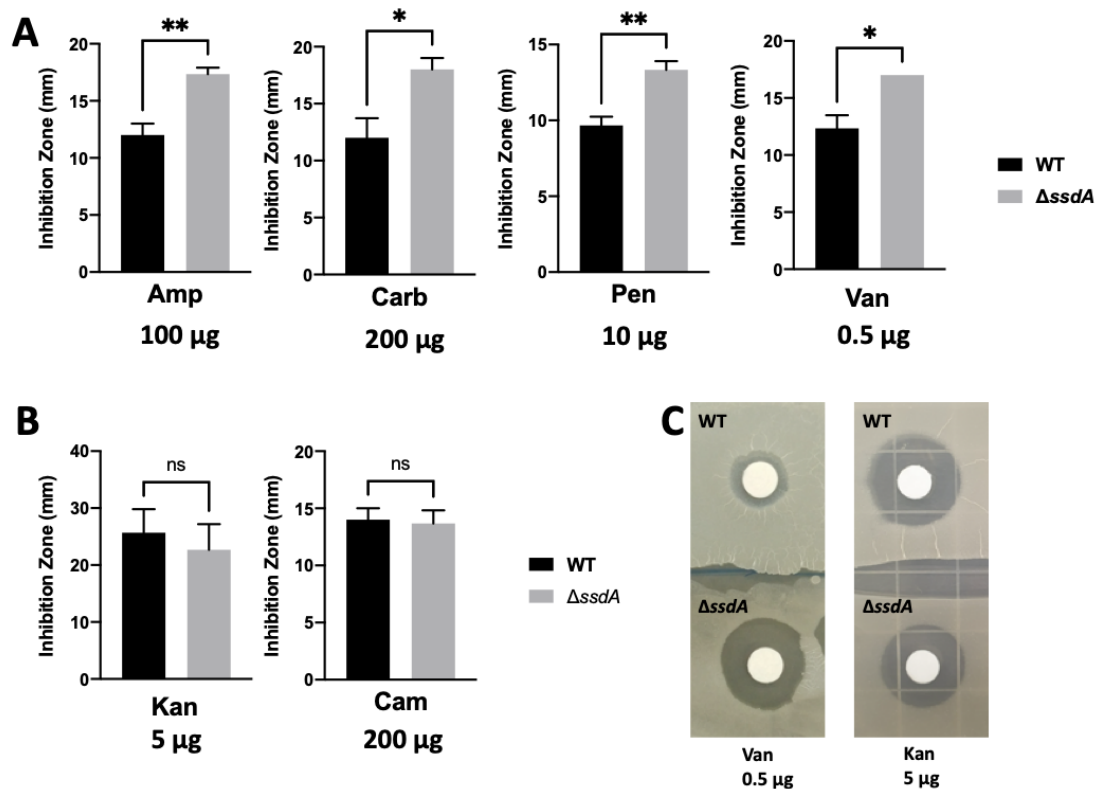 A
**
*
**
*
Inhibition Zone (mm)
20
15
10
5
0
Amp
100 µg
Inhibition Zone (mm)
20
15
10
5
0
Carb
200 µg
Inhibition Zone (mm)
15
10
5
0
Pen
10 µg
Inhibition Zone (mm)
20
15
10
5
0
Van
0.5 µg
WT
ΔssdA
B
Inhibition Zone (mm)
40
30
20
10
0
ns
Kan
5 µg
Inhibition Zone (mm)
20
15
10
5
0
ns
Cam
200 µg
WT
ΔssdA
C
WT
ΔssdA
Van
0.5 µg
WT
ΔssdA
Kan
5 µg